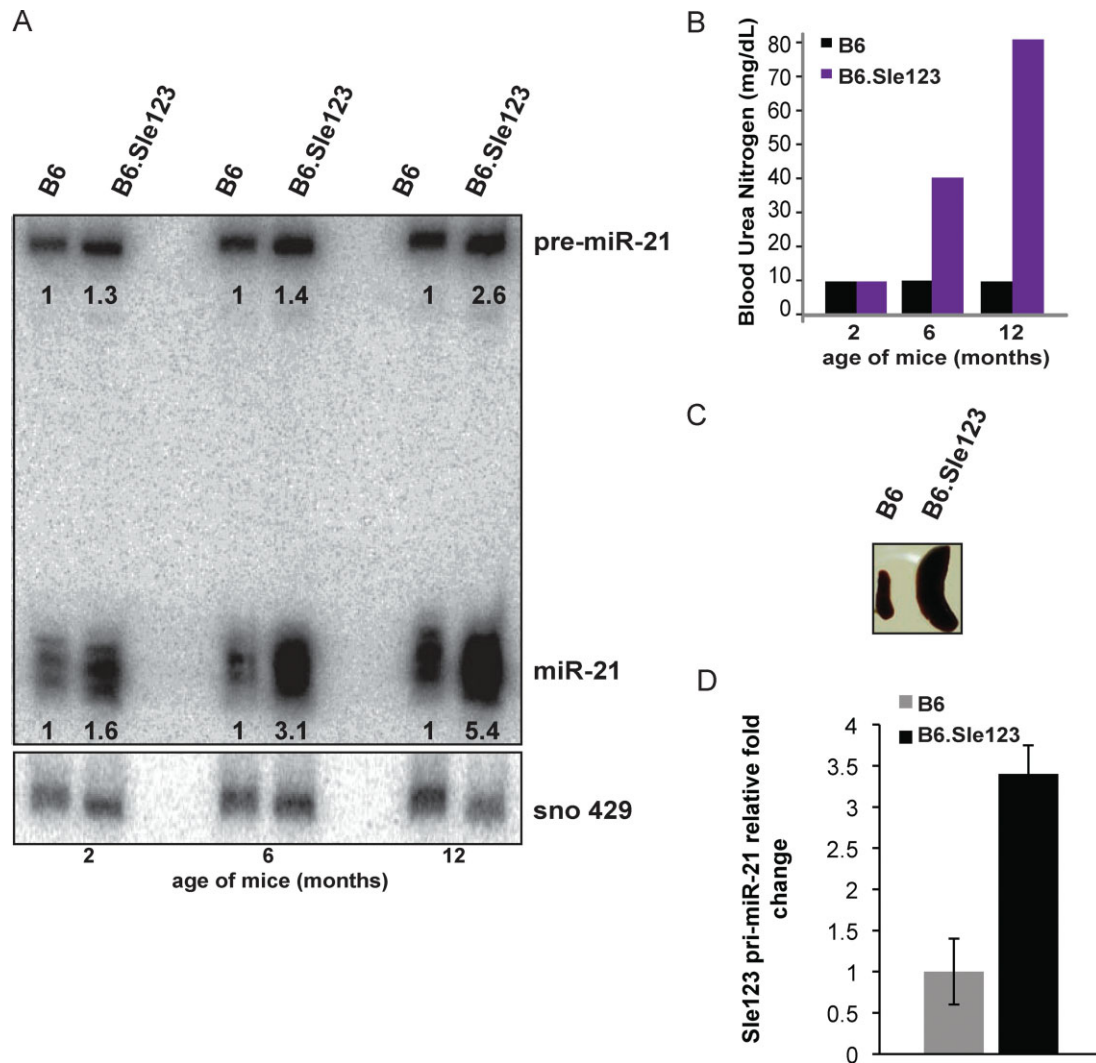 A
B6
B6.Sle123
B6
B6.Sle123
B6
B6.Sle123
pre-miR-21
1 1.3 1 1.4 1 2.6
miR-21
1 1.6 1 3.1 1 5.4
sno 429
2 6 12
age of mice (months)
B
B6
B6.Sle123
Blood Urea Nitrogen (mg/dL)
80
70
60
50
40
30
20
10
0
2 6 12
age of mice (months)
C
B6
B6.Sle123
D
B6
B6.Sle123
Sle123 pri-miR-21 relative fold
change
4
3.5
3
2.5
2
1.5
1
0.5
0